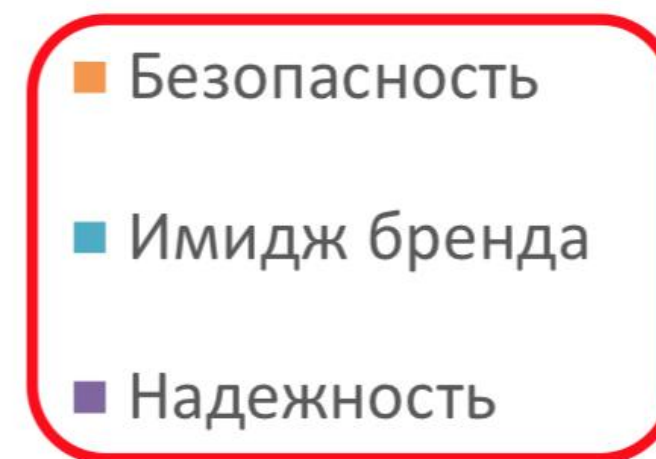 Безопасность
Имидж бренда
Надежность